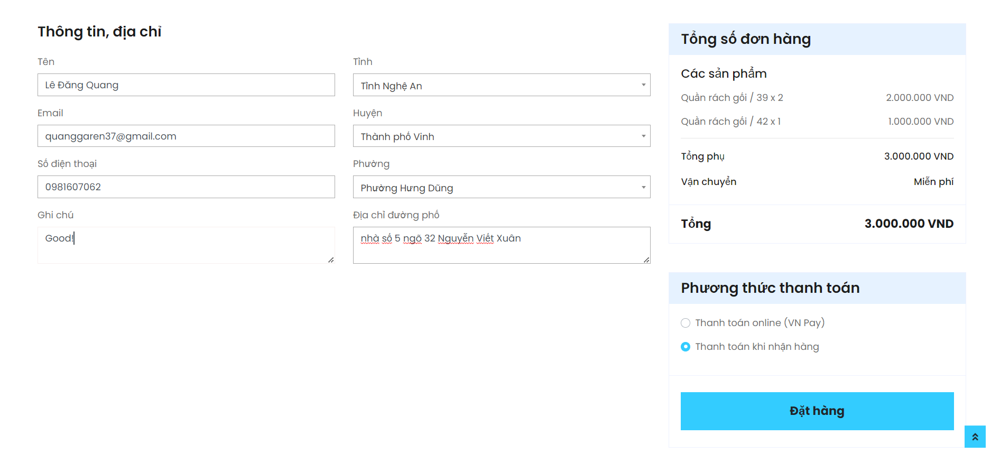 Thông tin, địa chỉ
Tên
Lê Đăng Quang
Email
quanggaren37@gmail.com
Số điện thoại
0981607062
Ghi chú
Good!
Tỉnh
Tỉnh Nghệ An
Huyện
Thành phố Vinh
Phường
Phường Hưng Dũng
Địa chỉ đường phố
nhà số 5 ngõ 32 Nguyễn Viết Xuân
Tổng số đơn hàng
Các sản phẩm
Quần rách gối / 39 x 2 2.000.000 VND
Quần rách gối / 42 x 1 1.000.000 VND
Tổng phụ 3.000.000 VND
Vận chuyển Miễn phí
Tổng 3.000.000 VND
Phương thức thanh toán
Thanh toán online (VN Pay)
Thanh toán khi nhận hàng
Đặt hàng